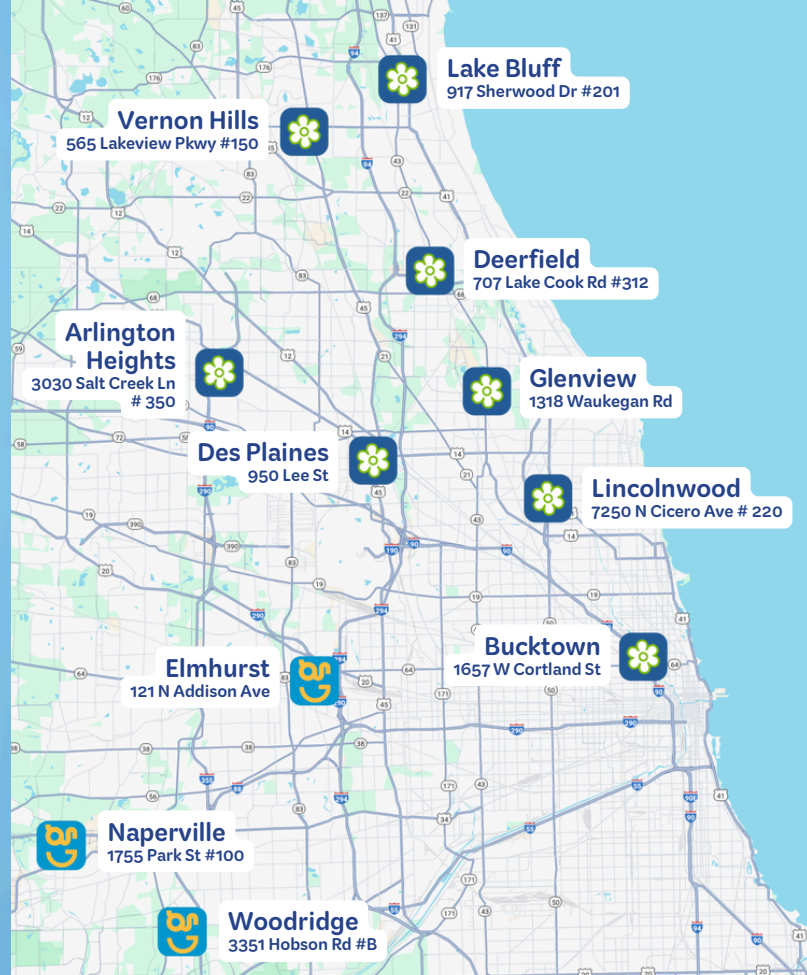 Lake Bluff
917 Sherwood Dr #201
Vernon Hills
565 Lakeview Pkwy #150
Deerfield
707 Lake Cook Rd #312
Arlington
Heights
3030 Salt Creek Ln
# 350
Glenview
1318 Waukegan Rd
Des Plaines
950 Lee St
Lincolnwood
7250 N Cicero Ave # 220
Bucktown
1657 W Cortland St
Elmhurst
121 N Addison Ave
Naperville
1755 Park St #100
Woodridge
3351 Hobson Rd #B